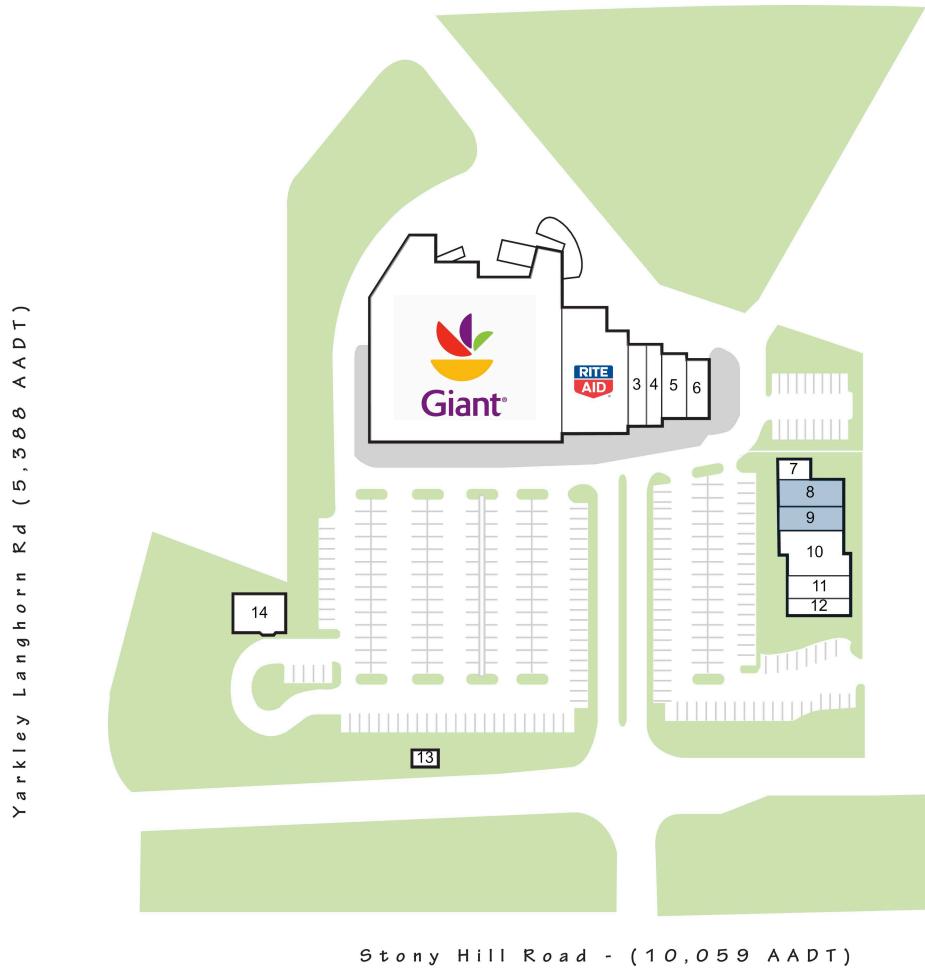 Yarkley Langhorn Rd (5,388 AADT)
Giant®
RITE
AID
3 4 5 6
7
8
9
10
11
12
14
13
Stony Hill Road - (10,059 AADT)